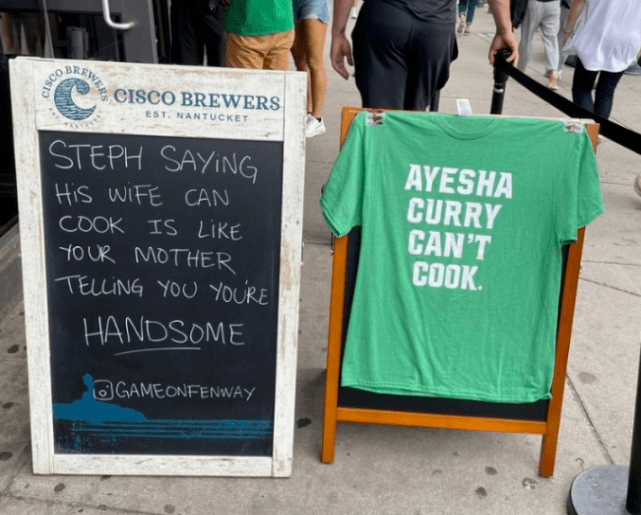 CISCO BREWERS
CISCO BREWERS
EST. NANTUCKET
STEPH SAYING
HIS WIFE CAN
COOK IS LIKE
YOUR MOTHER
TELLING YOU YOU'RE
HANDSOME
@GAMEONFENWAY
AYESHA
CURRY
CAN'T
COOK.